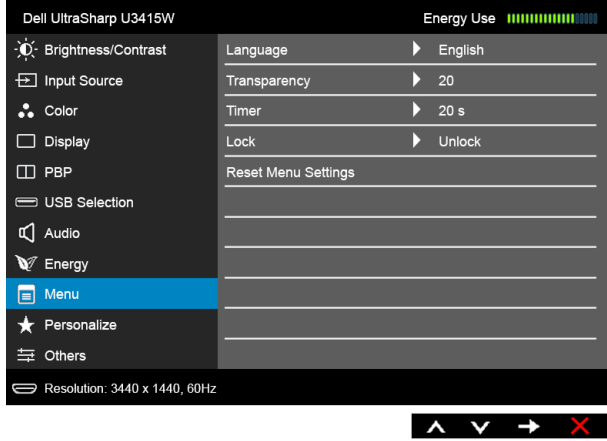 Dell UltraSharp U3415W Energy Use
Brightness/Contrast Language English
Input Source Transparency 20
Color Timer 20 s
Display Lock Unlock
PBP Reset Menu Settings
USB Selection
Audio
Energy
Menu
Personalize
Others
Resolution: 3440 x 1440, 60Hz